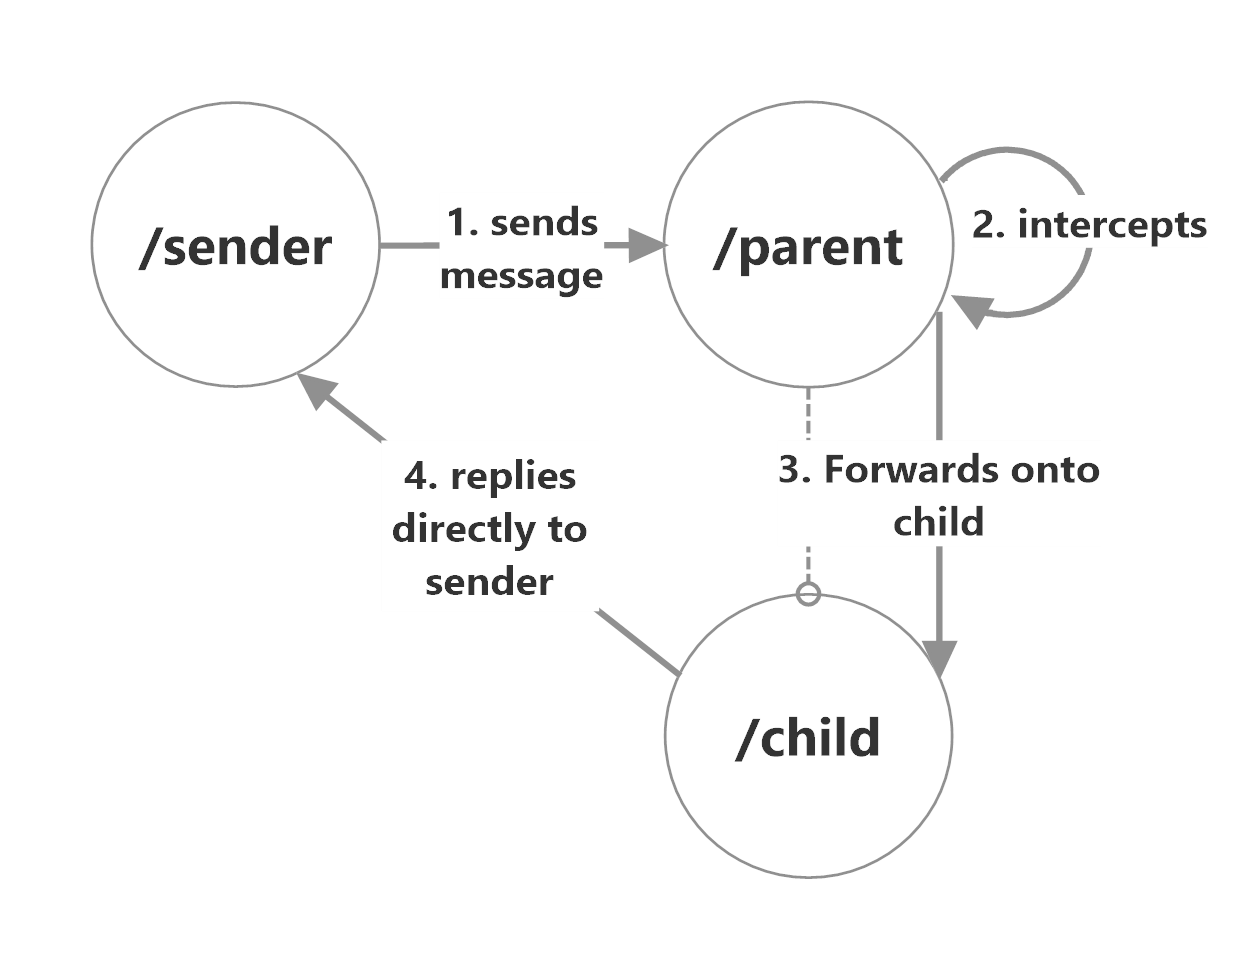 /sender
1. sends
message
/parent
2. intercepts
3. Forwards onto
child
4. replies
directly to
sender
/child